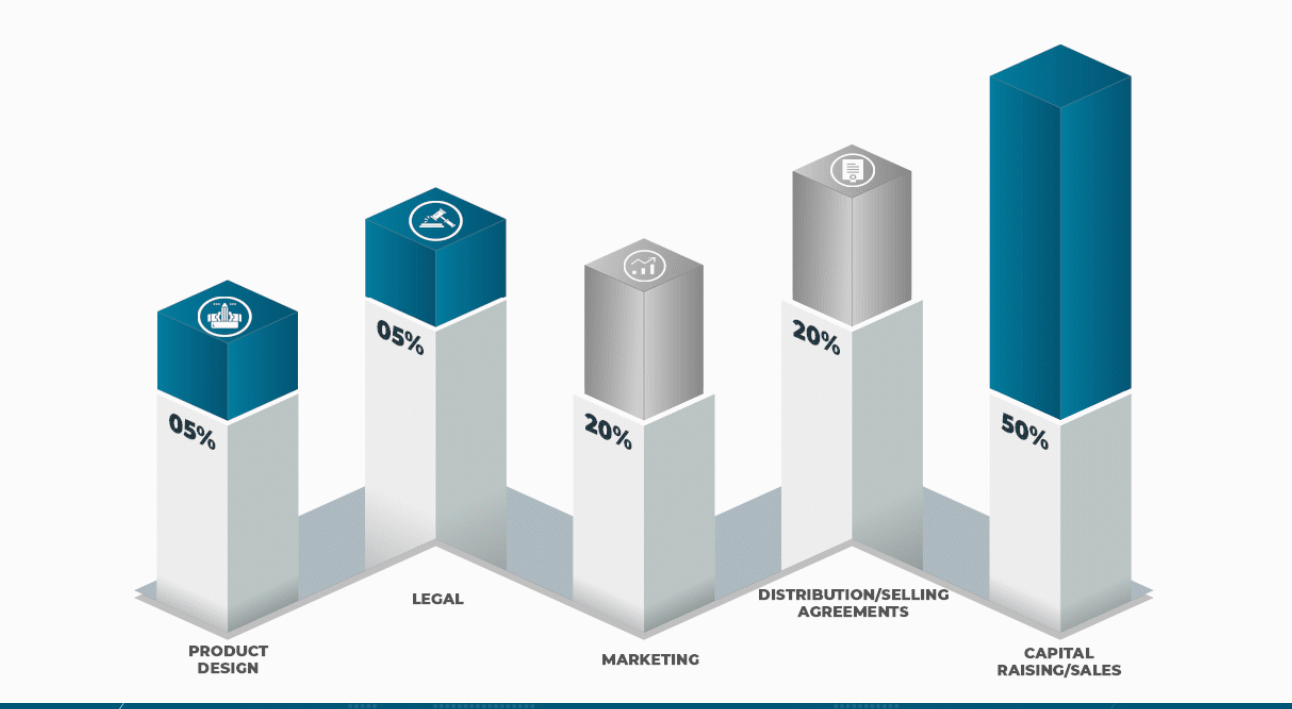 05%
05%
20%
20%
50%
PRODUCT
DESIGN
LEGAL
MARKETING
DISTRIBUTION/SELLING
AGREEMENTS
CAPITAL
RAISING/SALES